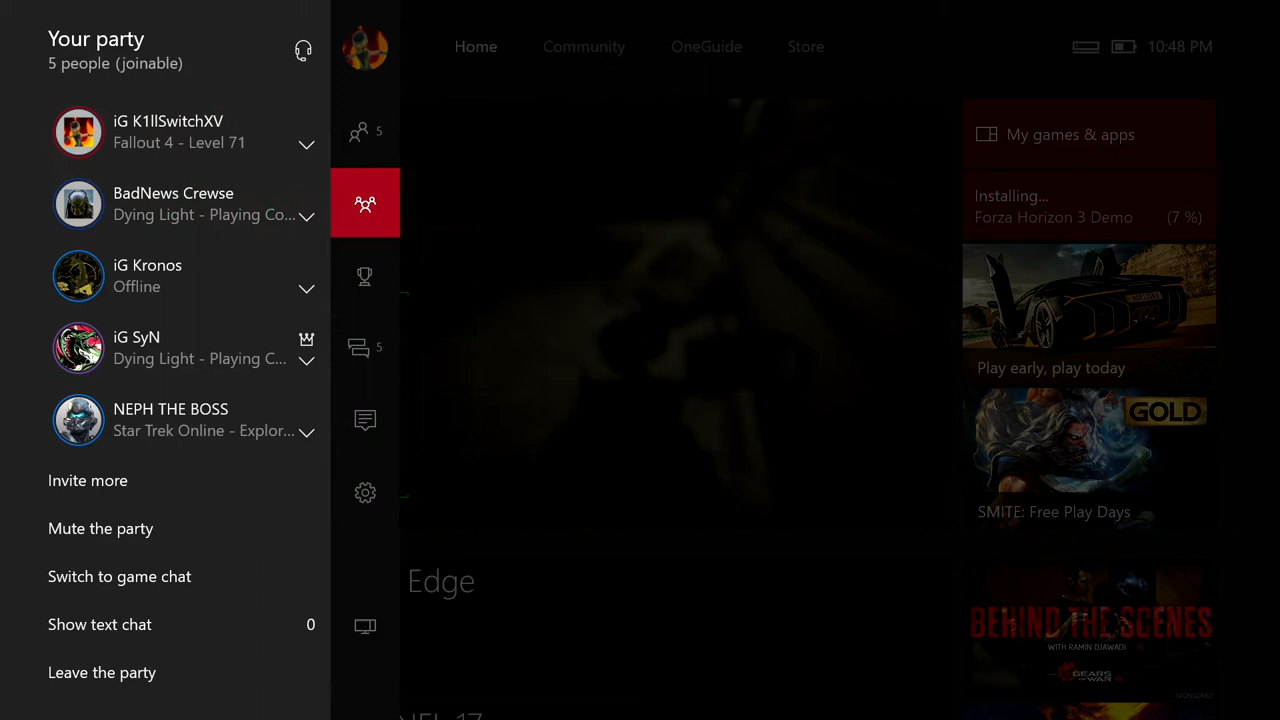 Your party
5 people (joinable)
iG K1llSwitchXV
Fallout 4 - Level 71
BadNews Crewse
Dying Light - Playing Co...
iG Kronos
Offline
iG SyN
Dying Light - Playing C...
NEPH THE BOSS
Star Trek Online - Explor...
Invite more
Mute the party
Switch to game chat
Show text chat 0
Leave the party
5
5
Home Community OneGuide Store 10:48 PM
My games & apps
Installing...
Forza Horizon 3 Demo (7 %)
Play early, play today
GOLD
SMITE: Free Play Days
Edge
BEHIND THE SCENES
WITH RAMIN DJAWADI
GEARS OF WAR
SPONSORED